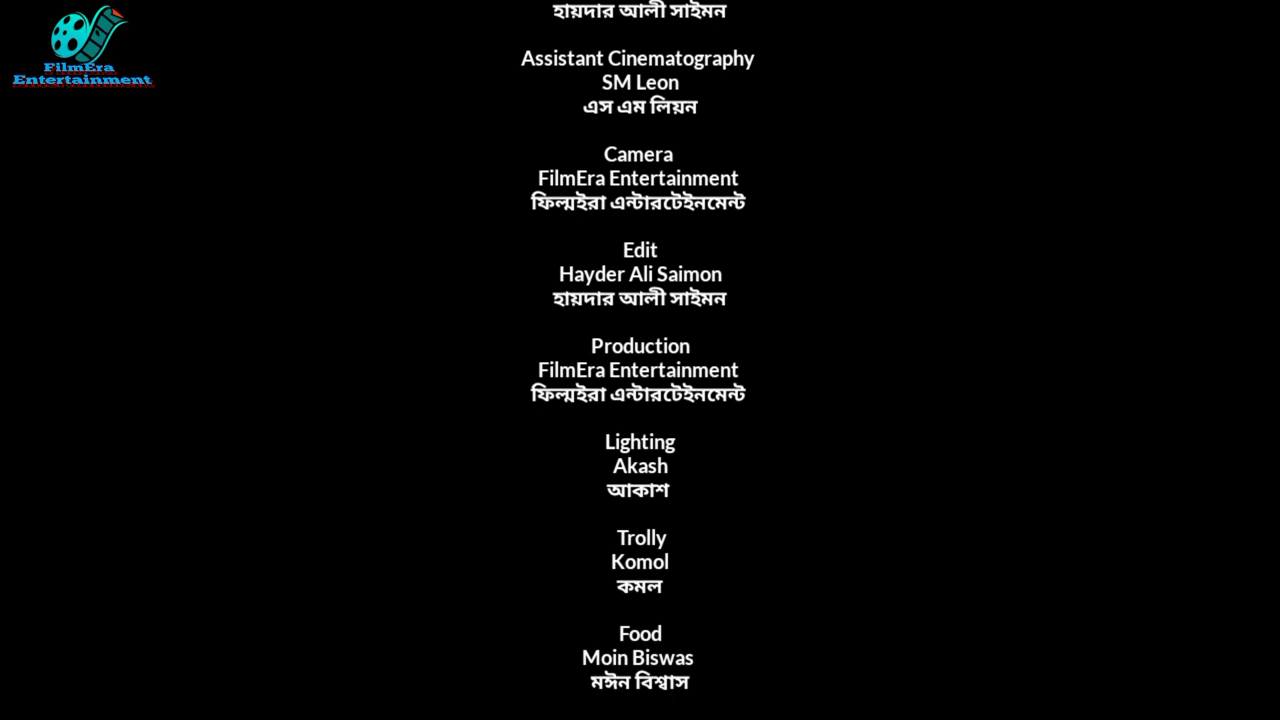 FilmEra
Entertainment
হায়দার আলী সাইমন
Assistant Cinematography
SM Leon
এস এম লিয়ন
Camera
FilmEra Entertainment
ফিল্মইরা এন্টারটেইনমেন্ট
Edit
Hayder Ali Saimon
হায়দার আলী সাইমন
Production
FilmEra Entertainment
ফিল্মইরা এন্টারটেইনমেন্ট
Lighting
Akash
আকাশ
Trolly
Komol
কমল
Food
Moin Biswas
মঈন বিশ্বাস